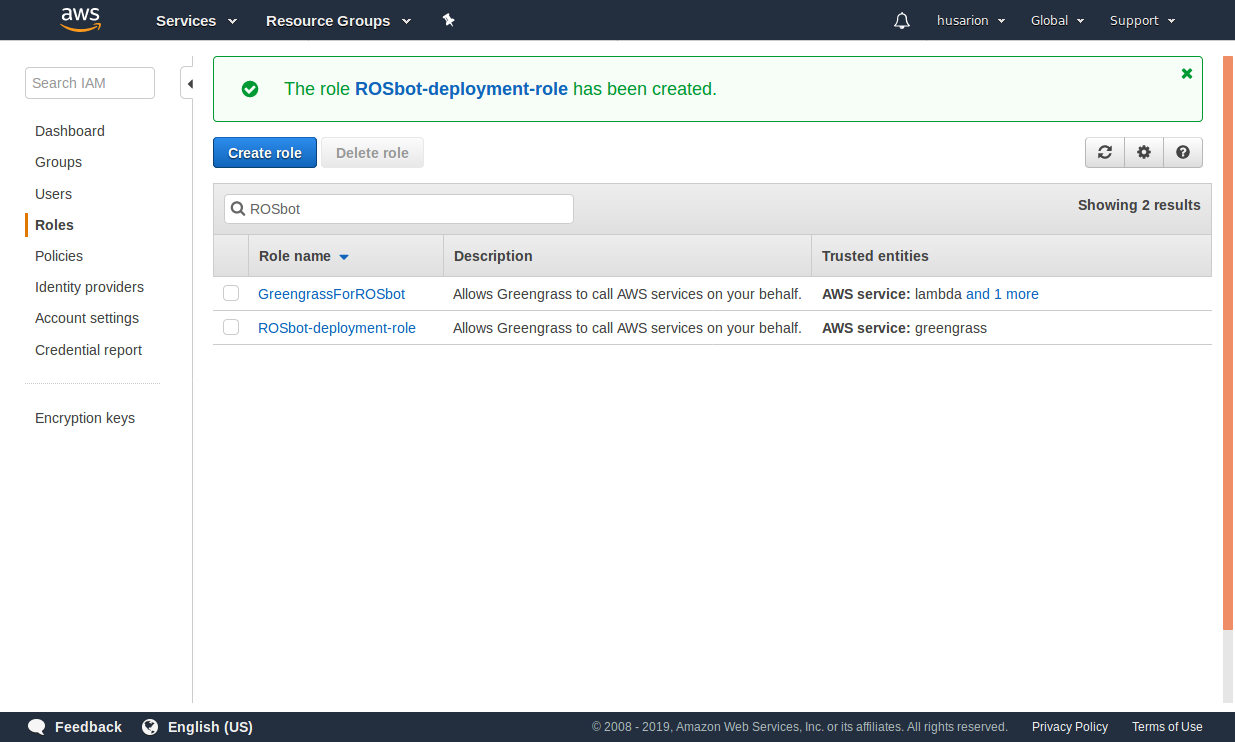 aws Services Resource Groups husarion Global Support
Search IAM
Dashboard
Groups
Users
Roles
Policies
Identity providers
Account settings
Credential report
Encryption keys
The role ROSbot-deployment-role has been created.
Create role Delete role
ROSbot Showing 2 results
Role name Description Trusted entities
GreengrassForROSbot Allows Greengrass to call AWS services on your behalf. AWS service: lambda and 1 more
ROSbot-deployment-role Allows Greengrass to call AWS services on your behalf. AWS service: greengrass
Feedback English (US) © 2008 - 2019, Amazon Web Services, Inc. or its affiliates. All rights reserved. Privacy Policy Terms of Use